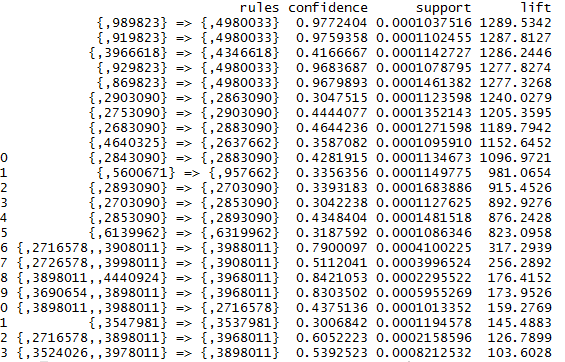 rules confidence support lift
{,989823} => {,4980033} 0.9772404 0.0001037516 1289.5342
{,919823} => {,4980033} 0.9759358 0.0001102455 1287.8127
{,3966618} => {,4346618} 0.4166667 0.0001142727 1286.2446
{,929823} => {,4980033} 0.9683687 0.0001078795 1277.8274
{,869823} => {,4980033} 0.9679893 0.0001461382 1277.3268
{,2903090} => {,2863090} 0.3047515 0.0001123598 1240.0279
{,2753090} => {,2903090} 0.4444077 0.0001352143 1205.3595
{,2683090} => {,2883090} 0.4644236 0.0001271598 1189.7942
{,4640325} => {,2637662} 0.3587082 0.0001095910 1152.6452
0 {,2843090} => {,2883090} 0.4281915 0.0001134673 1096.9721
1 {,5600671} => {,957662} 0.3356356 0.0001149775 981.0654
2 {,2893090} => {,2703090} 0.3393183 0.0001683886 915.4526
3 {,2703090} => {,2853090} 0.3042238 0.0001127625 892.9276
4 {,2853090} => {,2893090} 0.4348404 0.0001481518 876.2428
5 {,6139962} => {,6319962} 0.3187592 0.0001086346 823.0958
6 {,2716578,,3908011} => {,3988011} 0.7900097 0.0004100225 317.2939
7 {,2726578,,3998011} => {,3908011} 0.5112041 0.0003996524 256.2892
8 {,3898011,,4440924} => {,3968011} 0.8421053 0.0002295522 176.4152
9 {,3690654,,3898011} => {,3968011} 0.8303502 0.0005955269 173.9526
0 {,3898011,,3988011} => {,2716578} 0.4375136 0.0001013352 159.2769
1 {,3547981} => {,3537981} 0.3006842 0.0001194578 145.4883
2 {,2716578,,3898011} => {,3968011} 0.6052223 0.0002158596 126.7899
3 {,3524026,,3978011} => {,3898011} 0.5392523 0.0008212532 103.6028